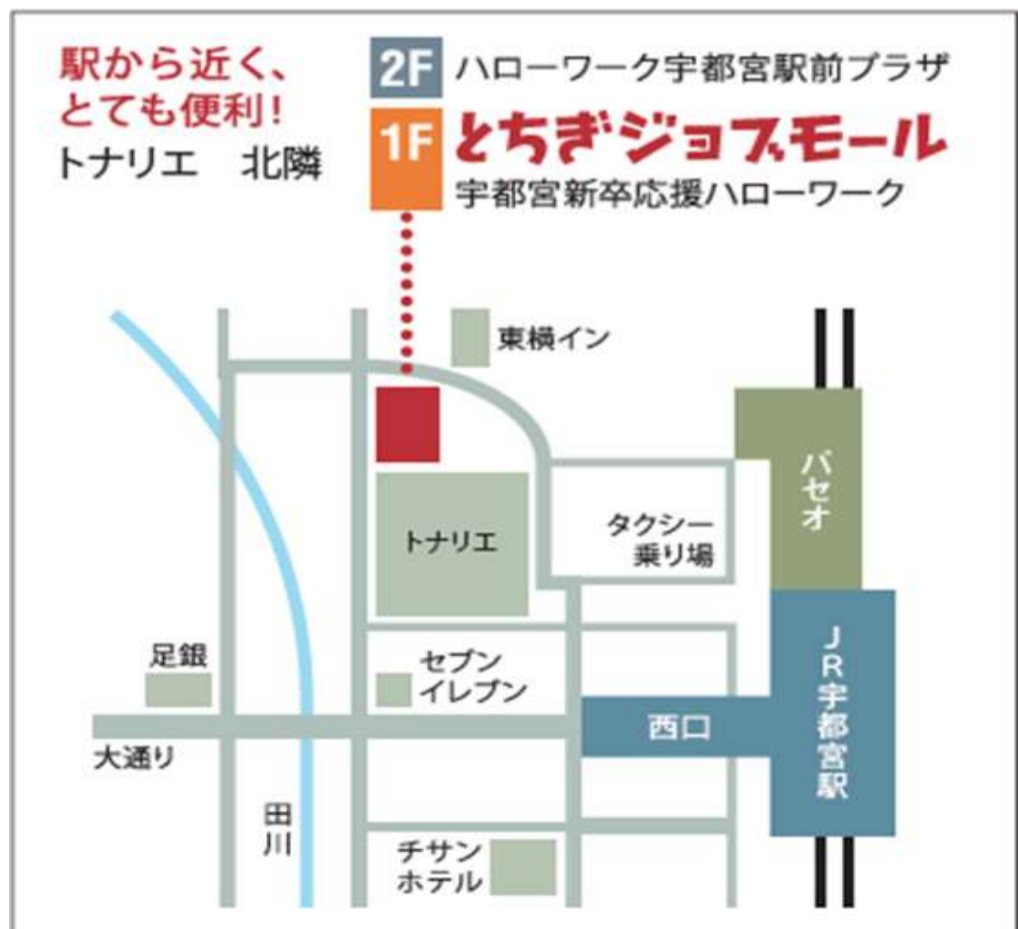 駅から近く、
とても便利！
トナリエ　北隣
2F ハローワーク宇都宮駅前プラザ
1F とちぎジョブモール
宇都宮新卒応援ハローワーク
東横イン
パセオ
トナリエ
タクシー
乗り場
足銀
セブン
イレブン
JR宇都宮駅
西口
大通り
田川
チサン
ホテル